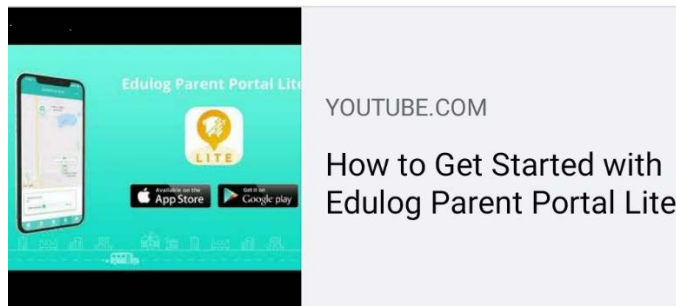 Edulog Parent Portal Lite
LITE
Available on the
App Store
Get it on
Google play
YOUTUBE.COM
How to Get Started with
Edulog Parent Portal Lite